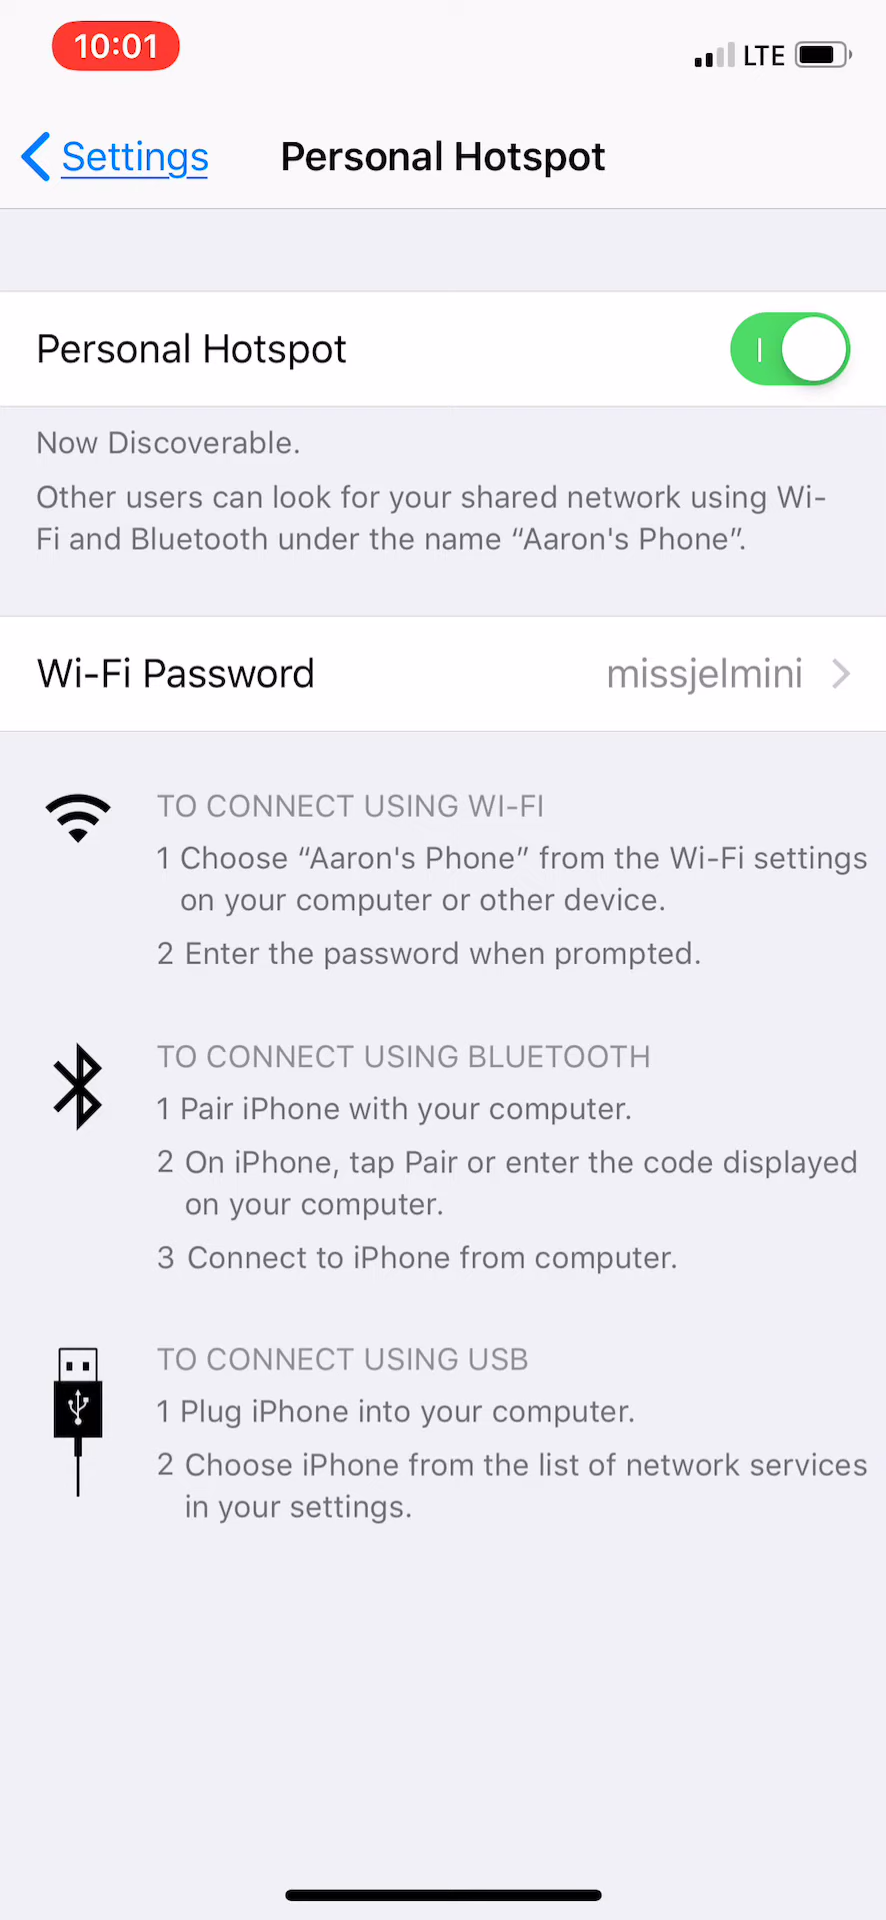 10:01
LTE
Settings
Personal Hotspot
Personal Hotspot
Now Discoverable.
Other users can look for your shared network using Wi-
Fi and Bluetooth under the name “Aaron's Phone”.
Wi-Fi Password
missjelmini
TO CONNECT USING WI-FI
1 Choose “Aaron's Phone” from the Wi-Fi settings
on your computer or other device.
2 Enter the password when prompted.
TO CONNECT USING BLUETOOTH
1 Pair iPhone with your computer.
2 On iPhone, tap Pair or enter the code displayed
on your computer.
3 Connect to iPhone from computer.
TO CONNECT USING USB
1 Plug iPhone into your computer.
2 Choose iPhone from the list of network services
in your settings.